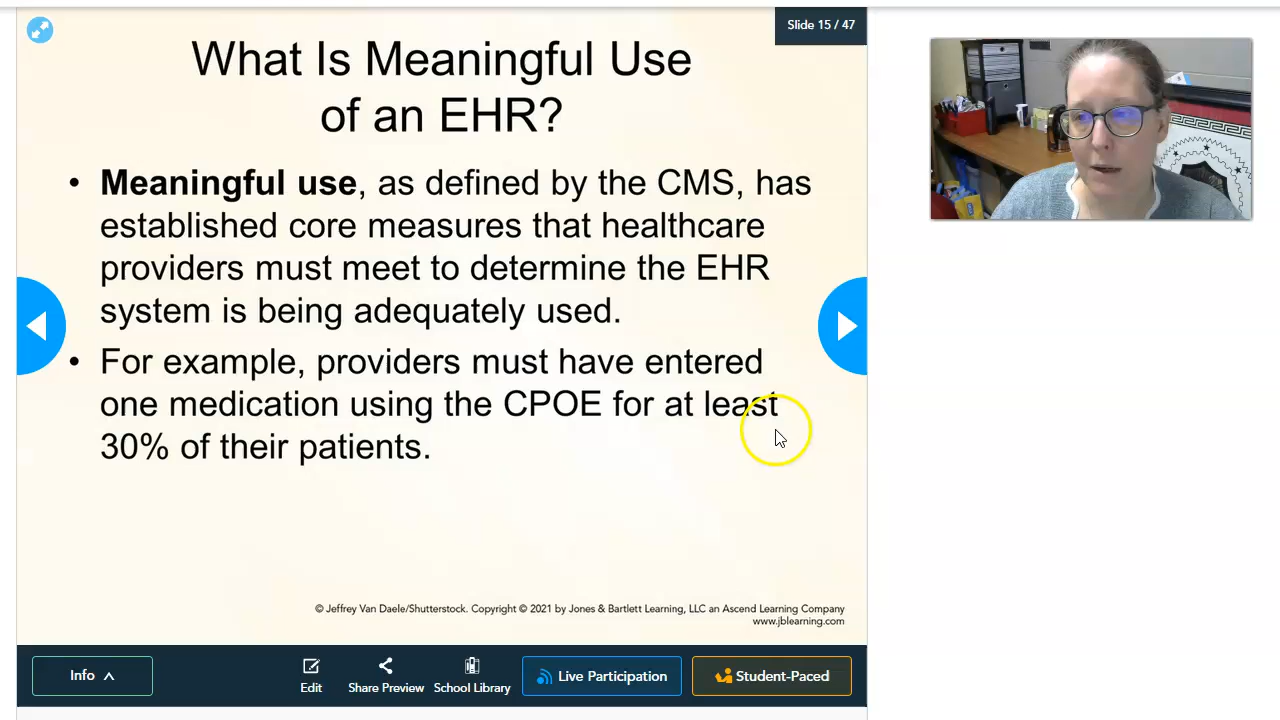 Slide 15 / 47
What Is Meaningful Use
of an EHR?
• Meaningful use, as defined by the CMS, has
established core measures that healthcare
providers must meet to determine the EHR
system is being adequately used.
• For example, providers must have entered
one medication using the CPOE for at least
30% of their patients.
© Jeffrey Van Daele/Shutterstock. Copyright © 2021 by Jones & Bartlett Learning, LLC an Ascend Learning Company
www.jblearning.com
Info
Edit
Share Preview
School Library
Live Participation
Student-Paced